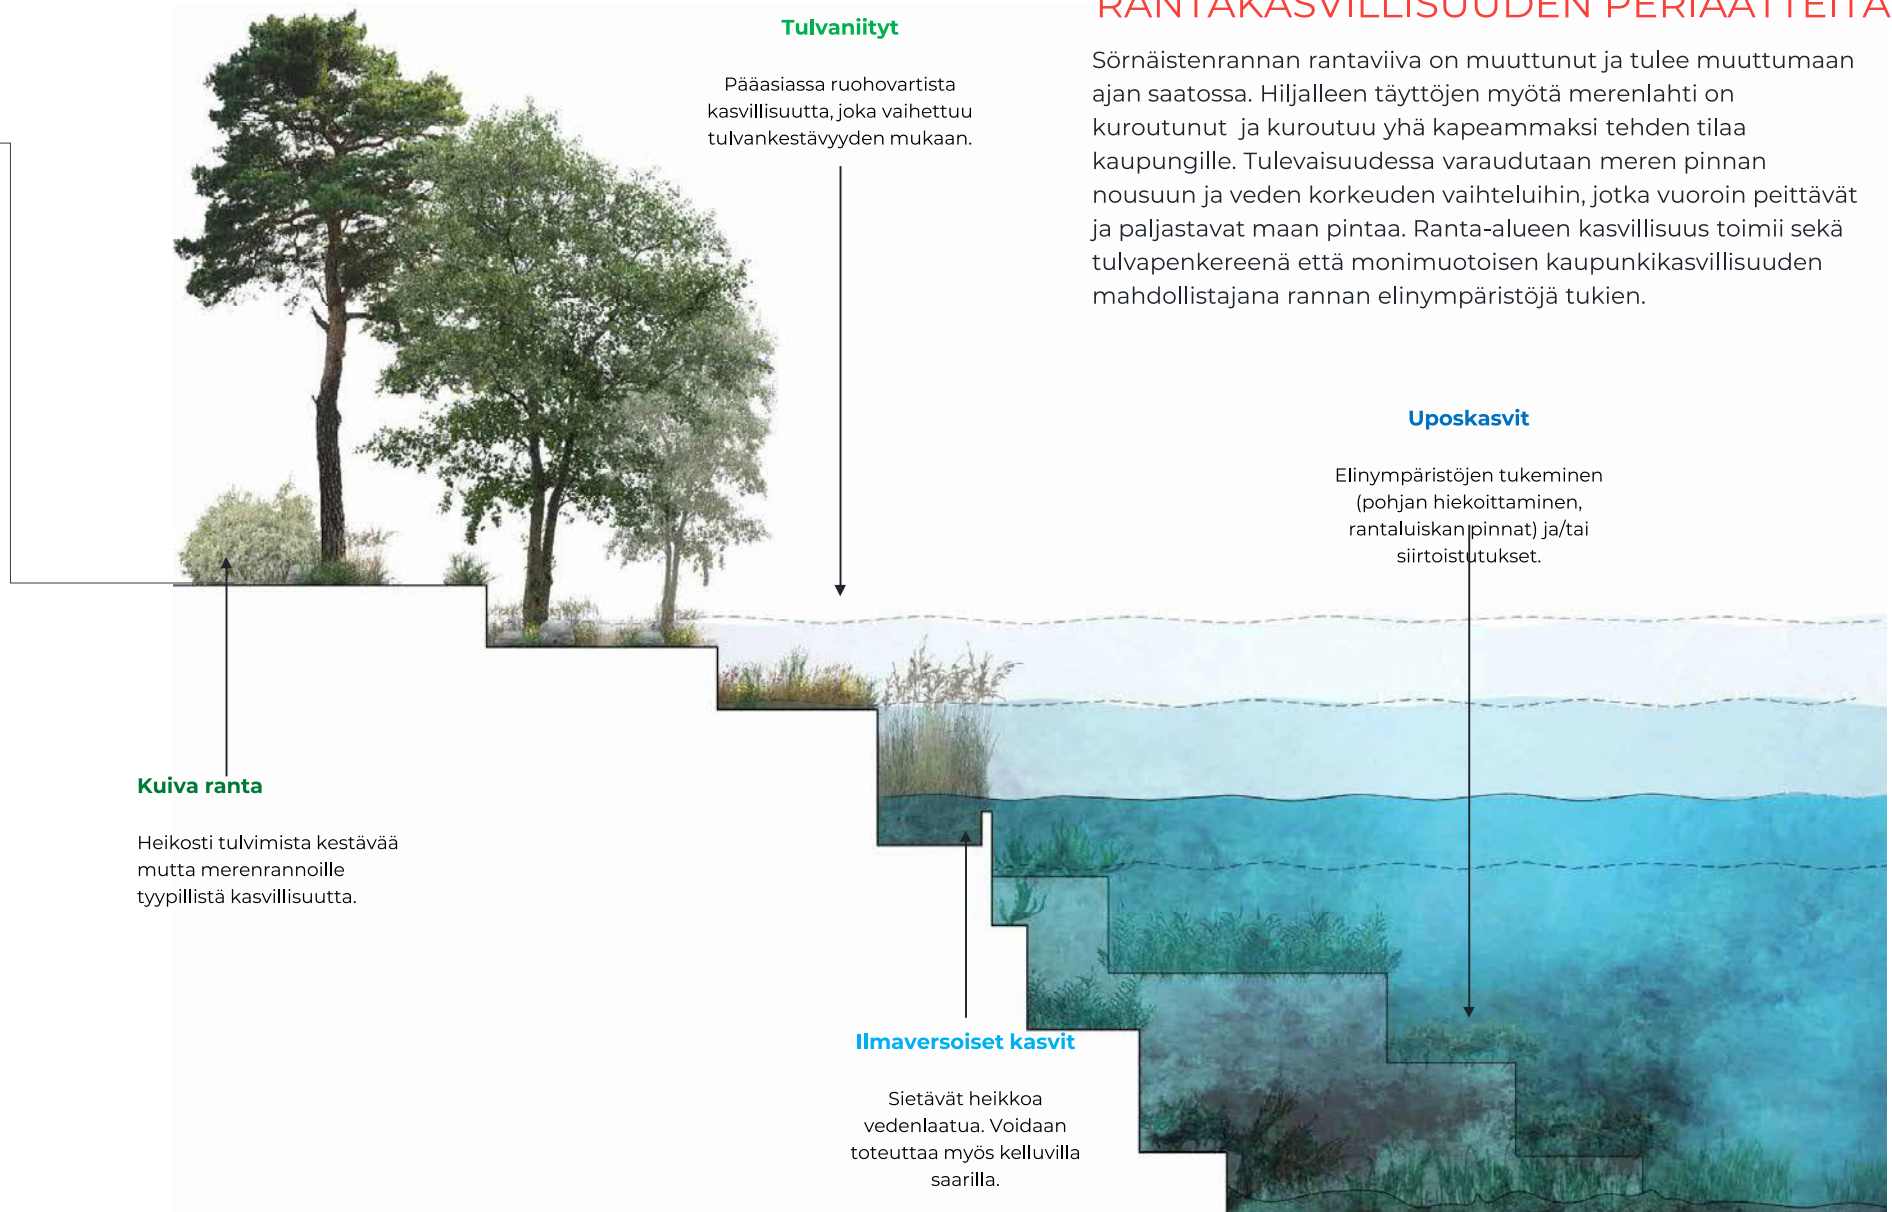 RANTAKASVILLISUUDEN PERIAATTEITA
Sörnäistenrannan rantaviiva on muuttunut ja tulee muuttumaan
ajan saatossa. Hiljalleen täyttöjen myötä merenlahti on
kuroutunut ja kuroutuu yhä kapeammaksi tehden tilaa
kaupungille. Tulevaisuudessa varaudutaan meren pinnan
nousuun ja veden korkeuden vaihteluihin, jotka vuoroin peittävät
ja paljastavat maan pintaa. Ranta-alueen kasvillisuus toimii sekä
tulvapenkereenä että monimuotoisen kaupunkikasvillisuuden
mahdollistajana rannan elinympäristöjä tukien.
Tulvaniityt
Pääasiassa ruohovartista
kasvillisuutta, joka vaihettuu
tulvankestävyyden mukaan.
Uposkasvit
Elinympäristöjen tukeminen
(pohjan hiekoittaminen,
rantaluiskan pinnat) ja/tai
siirtoistutukset.
Kuiva ranta
Heikosti tulvimista kestävää
mutta merenrannoille
tyypillistä kasvillisuutta.
Ilmaversoiset kasvit
Sietävät heikkoa
vedenlaatua. Voidaan
toteuttaa myös kelluvilla
saarilla.